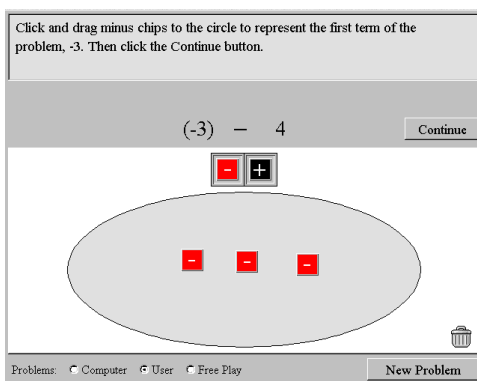 Click and drag minus chips to the circle to represent the first term of the
problem, -3. Then click the Continue button.
(-3) − 4
Continue
- +
- - -
Problems: Computer User Free Play
New Problem